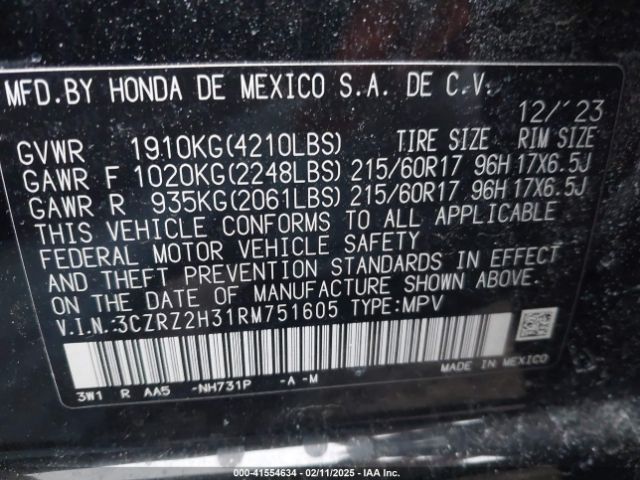 MFD.BY HONDA DE MEXICO S.A. DE C.V.
12/'23
GVWR 1910KG(4210LBS) TIRE SIZE RIM SIZE
GAWR F 1020KG(2248LBS) 215/60R17 96H 17X6.5J
GAWR R 935KG(2061LBS) 215/60R17 96H 17X6.5J
THIS VEHICLE CONFORMS TO ALL APPLICABLE
FEDERAL MOTOR VEHICLE SAFETY
AND THEFT PREVENTION STANDARDS IN EFFECT
ON THE DATE OF MANUFACTURE SHOWN ABOVE.
V.I.N.:3CZRZ2H31RM751605 TYPE:MPV
MADE IN MEXICO
3W1 R AA5 -NH731P -A -M
000-41554634 - 02/11/2025 - IAA Inc.